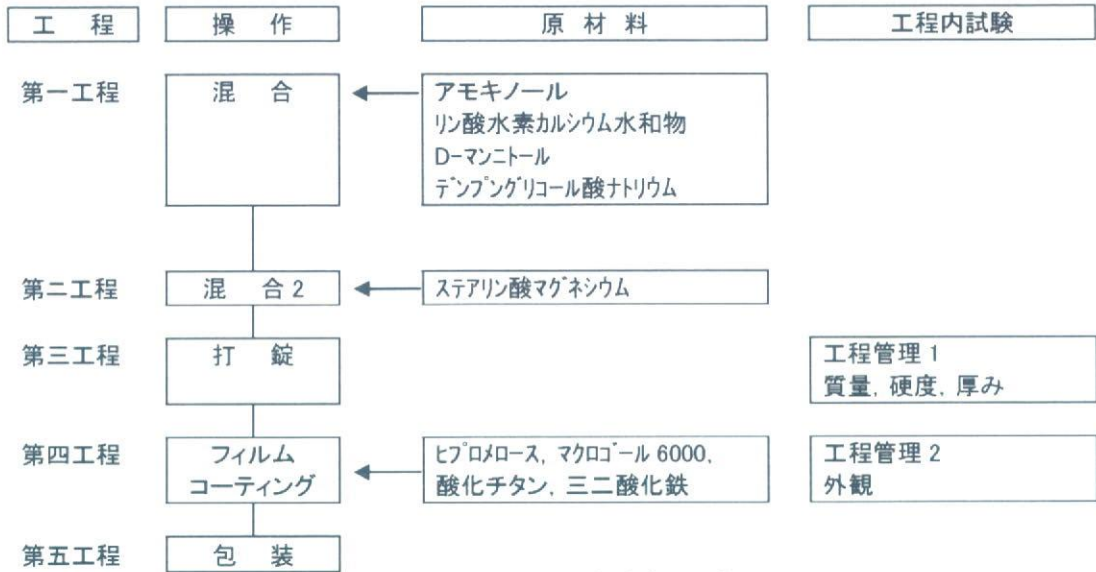 工程 操作 原材料 工程内試験
第一工程 混合 アモキノール
リン酸水素カルシウム水和物
D-マンニトール
デンプングリコール酸ナトリウム
第二工程 混合2 ステアリン酸マグネシウム
第三工程 打錠 工程管理1
質量, 硬度, 厚み
第四工程 フィルム ヒプロメロース, マクロゴール6000, 工程管理2
コーティング 酸化チタン, 三二酸化鉄 外観
第五工程 包装